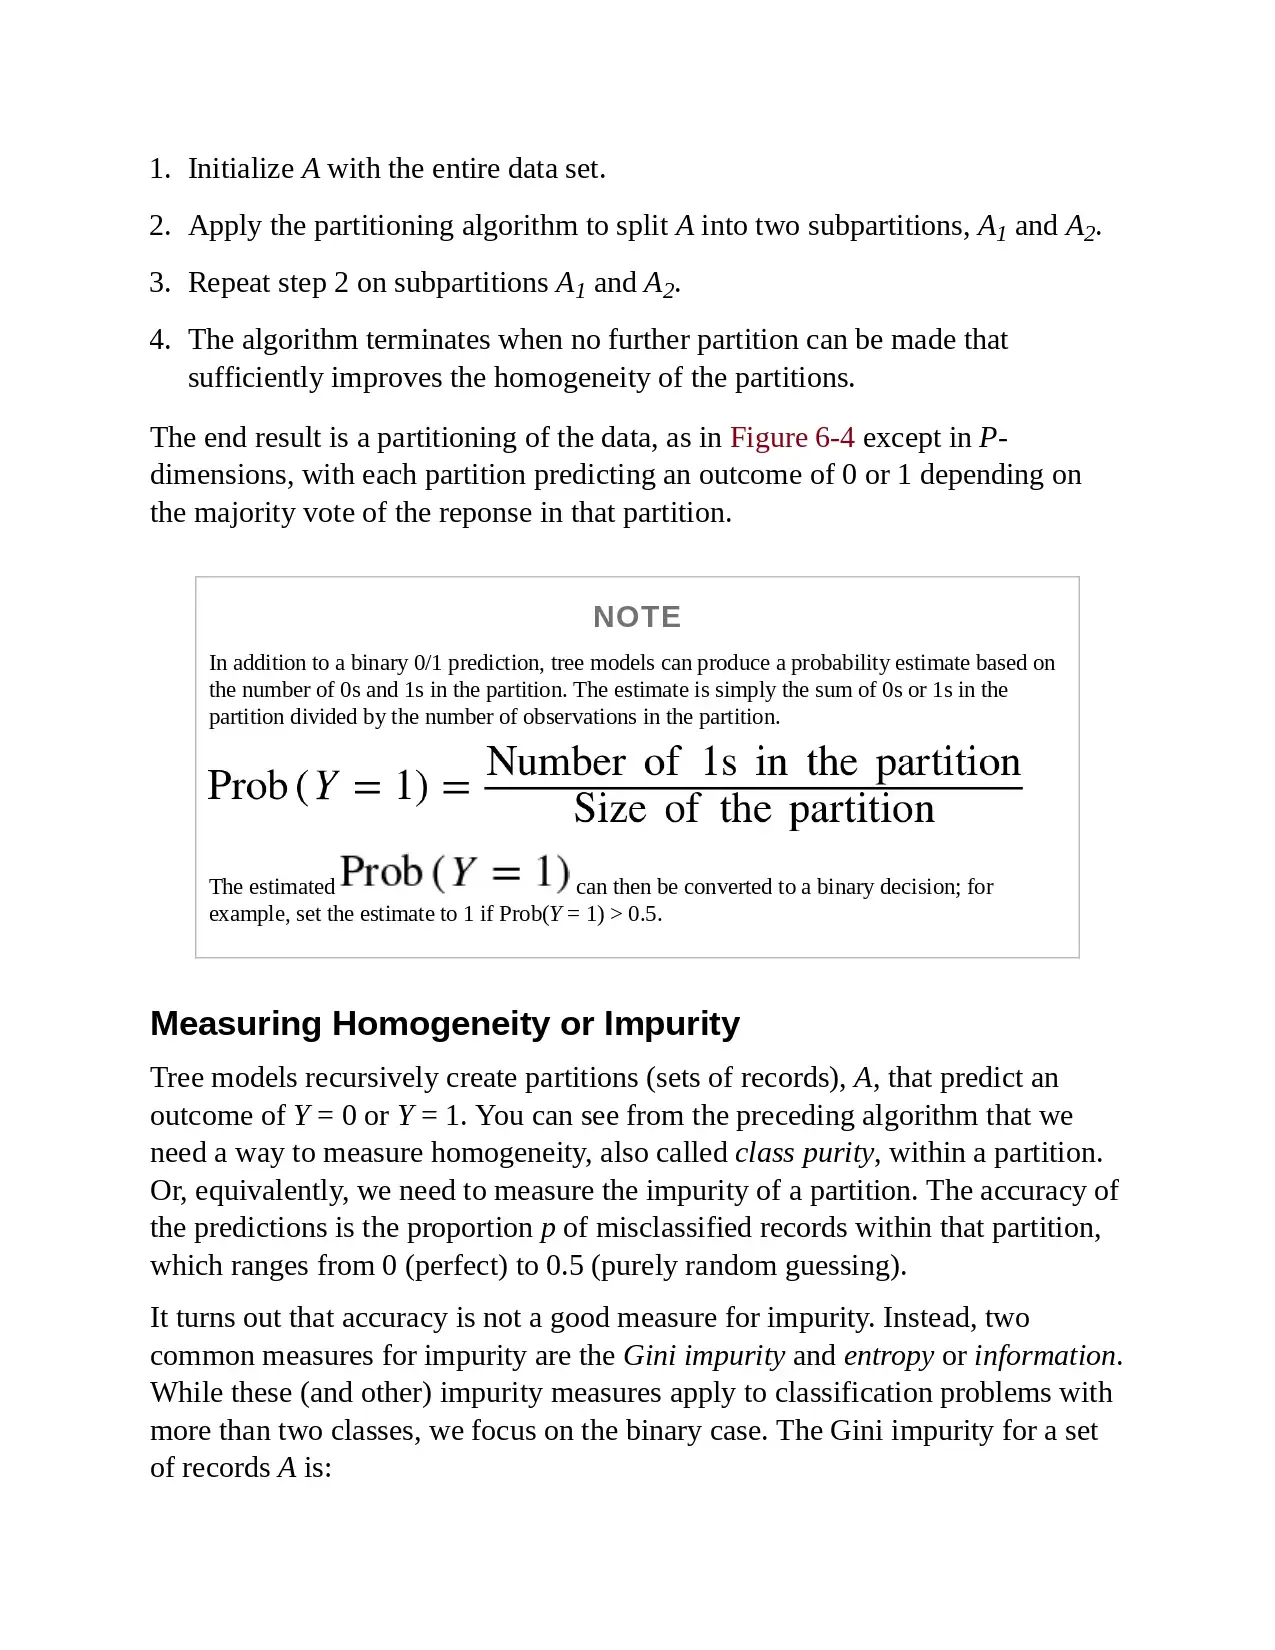 1. Initialize A with the entire data set.
2. Apply the partitioning algorithm to split A into two subpartitions, A1 and A2.
3. Repeat step 2 on subpartitions A1 and A2.
4. The algorithm terminates when no further partition can be made that
sufficiently improves the homogeneity of the partitions.
The end result is a partitioning of the data, as in Figure 6-4 except in P-
dimensions, with each partition predicting an outcome of 0 or 1 depending on
the majority vote of the reponse in that partition.
NOTE
In addition to a binary 0/1 prediction, tree models can produce a probability estimate based on
the number of 0s and 1s in the partition. The estimate is simply the sum of 0s or 1s in the
partition divided by the number of observations in the partition.
Prob (Y = 1) = Number of 1s in the partition
Size of the partition
The estimated Prob (Y = 1) can then be converted to a binary decision; for
example, set the estimate to 1 if Prob(Y = 1) > 0.5.
Measuring Homogeneity or Impurity
Tree models recursively create partitions (sets of records), A, that predict an
outcome of Y = 0 or Y = 1. You can see from the preceding algorithm that we
need a way to measure homogeneity, also called class purity, within a partition.
Or, equivalently, we need to measure the impurity of a partition. The accuracy of
the predictions is the proportion p of misclassified records within that partition,
which ranges from 0 (perfect) to 0.5 (purely random guessing).
It turns out that accuracy is not a good measure for impurity. Instead, two
common measures for impurity are the Gini impurity and entropy or information.
While these (and other) impurity measures apply to classification problems with
more than two classes, we focus on the binary case. The Gini impurity for a set
of records A is: